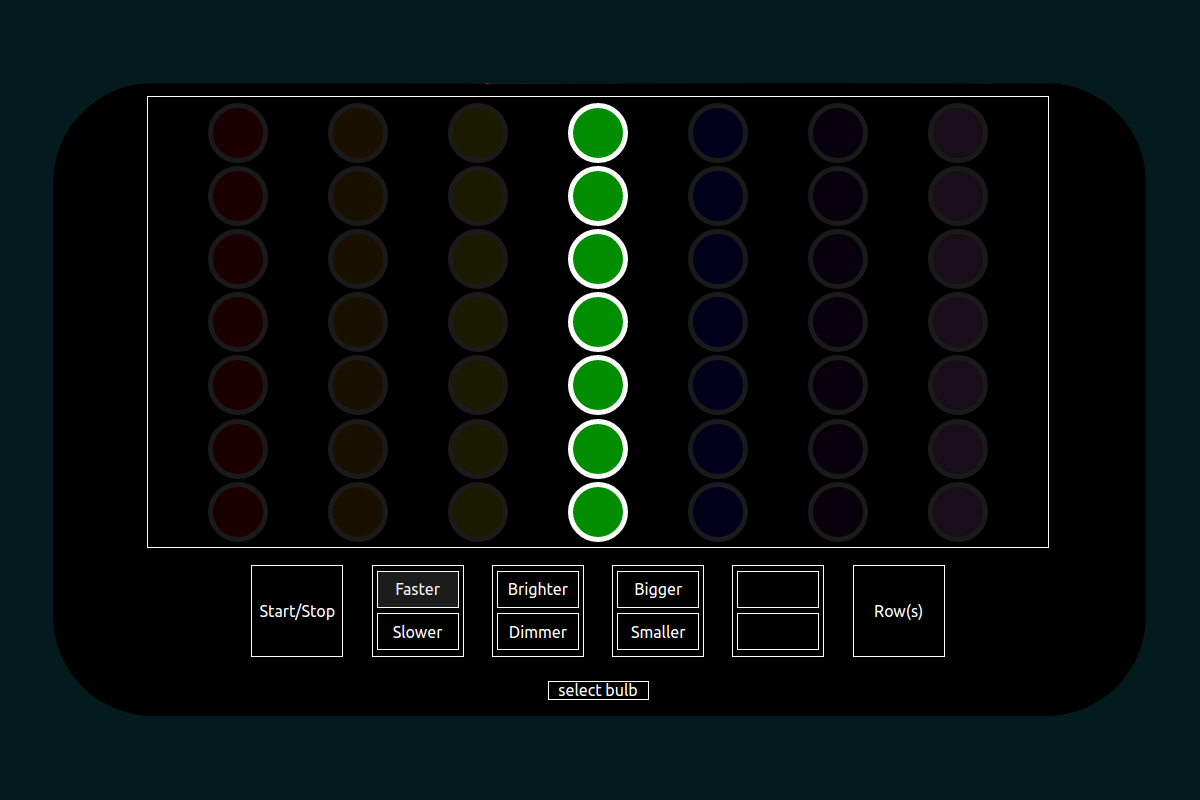 Start/Stop
Faster
Slower
Brighter
Dimmer
Bigger
Smaller
Row(s)
select bulb